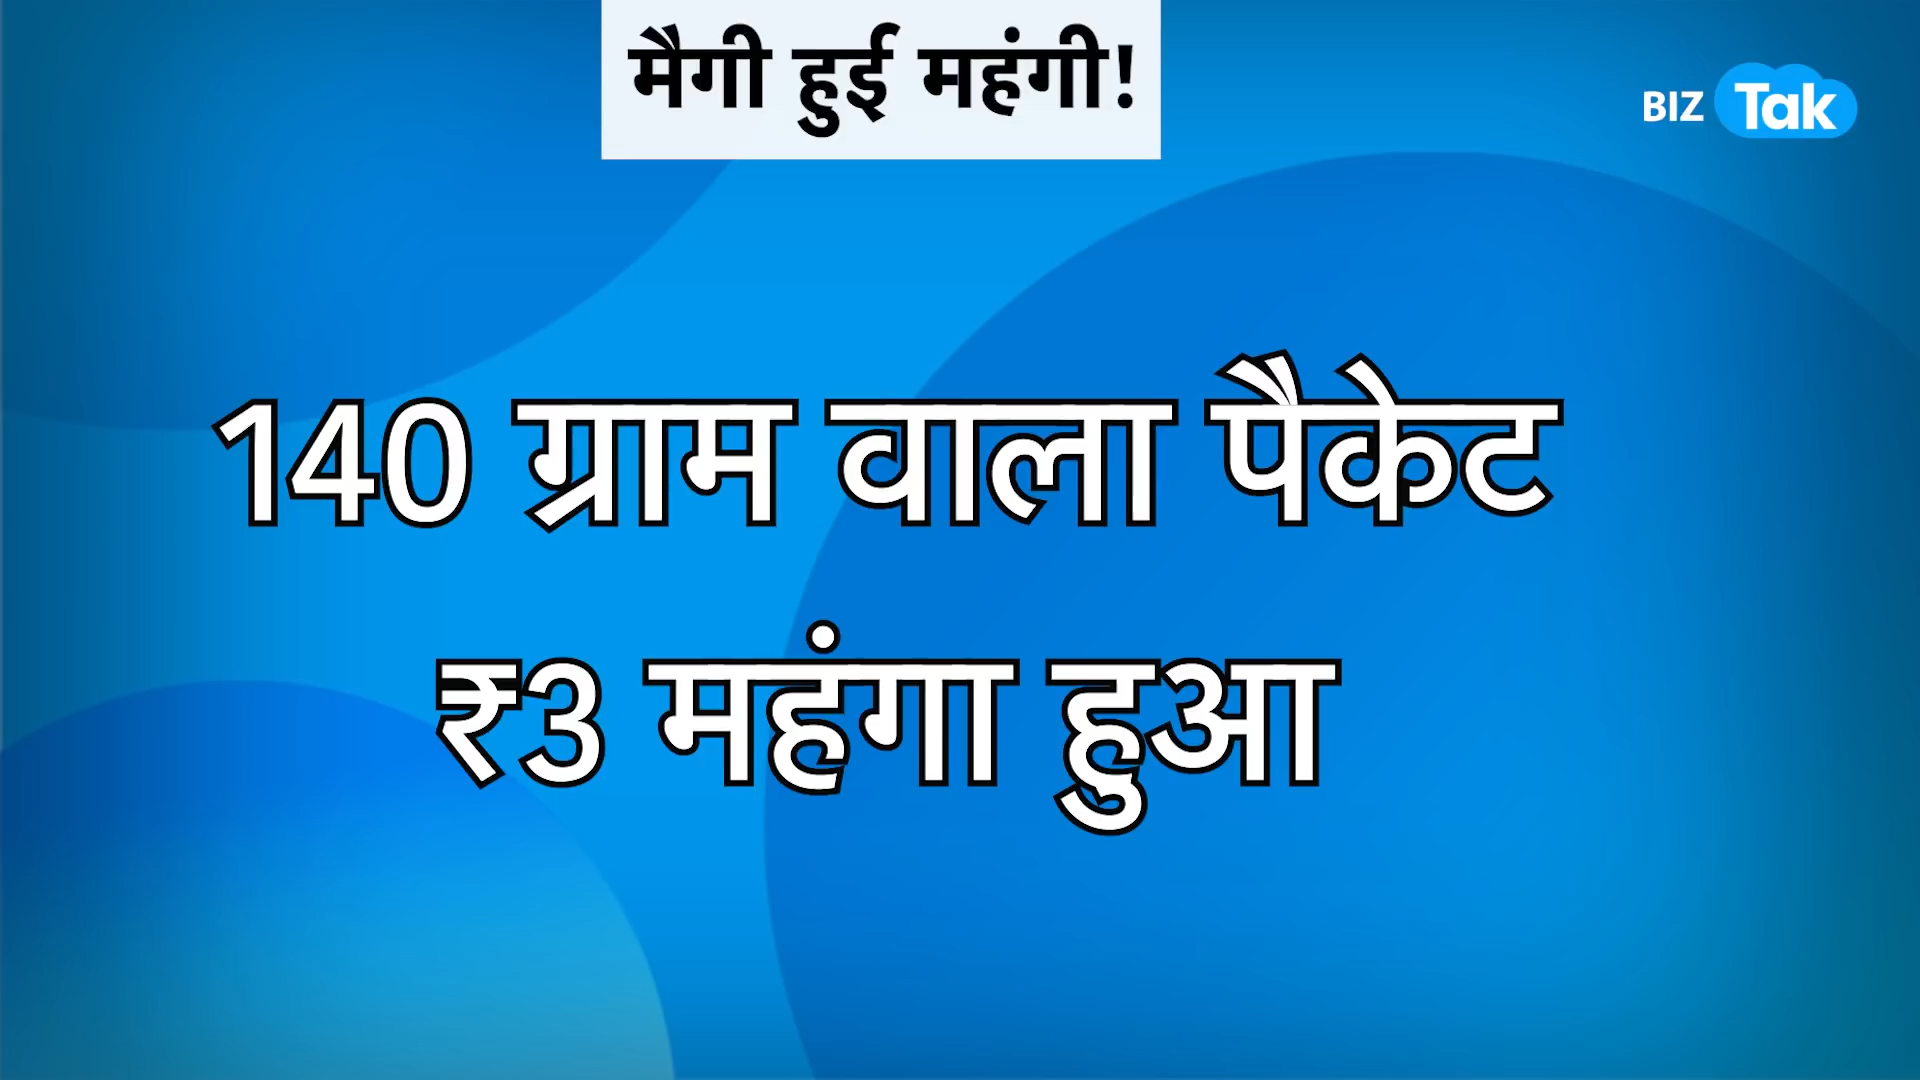 मैगी हुई महंगी!
BIZ Tak
140 ग्राम वाला पैकेट
₹3 महंगा हुआ